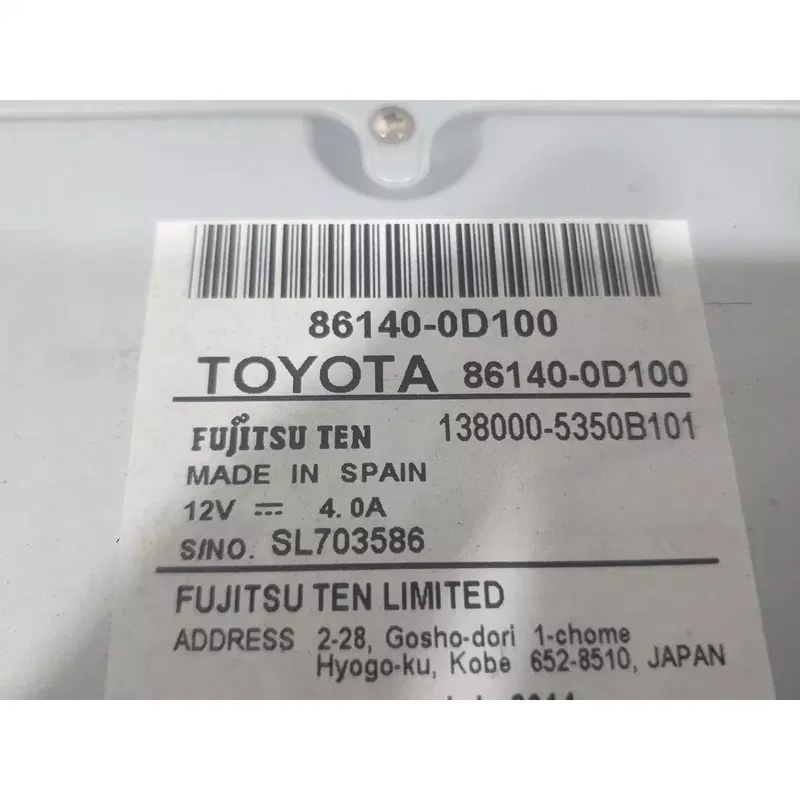 86140-0D100
TOYOTA 86140-0D100
FUJITSU TEN 138000-5350B101
MADE IN SPAIN
12V ⎓ 4.0A
S/NO. SL703586
FUJITSU TEN LIMITED
ADDRESS 2-28, Gosho-dori 1-chome
Hyogo-ku, Kobe 652-8510, JAPAN